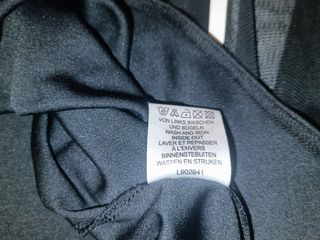 VON LINKS WASCHEN
UND BÜGELN
WASH AND IRON
INSIDE OUT
LAVER ET REPASSER
À L'ENVERS
BINNENSTEBUITEN
WASSEN EN STRIJKEN
L902841